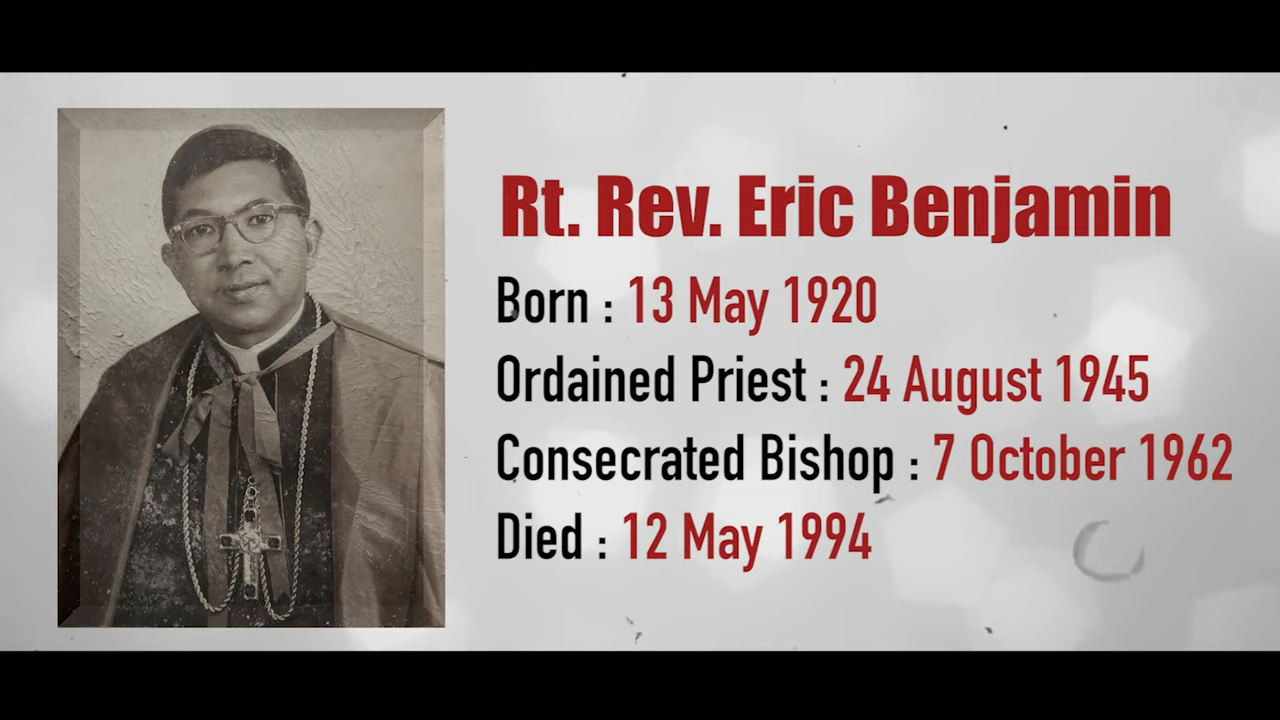 Rt. Rev. Eric Benjamin
Born : 13 May 1920
Ordained Priest : 24 August 1945
Consecrated Bishop : 7 October 1962
Died : 12 May 1994